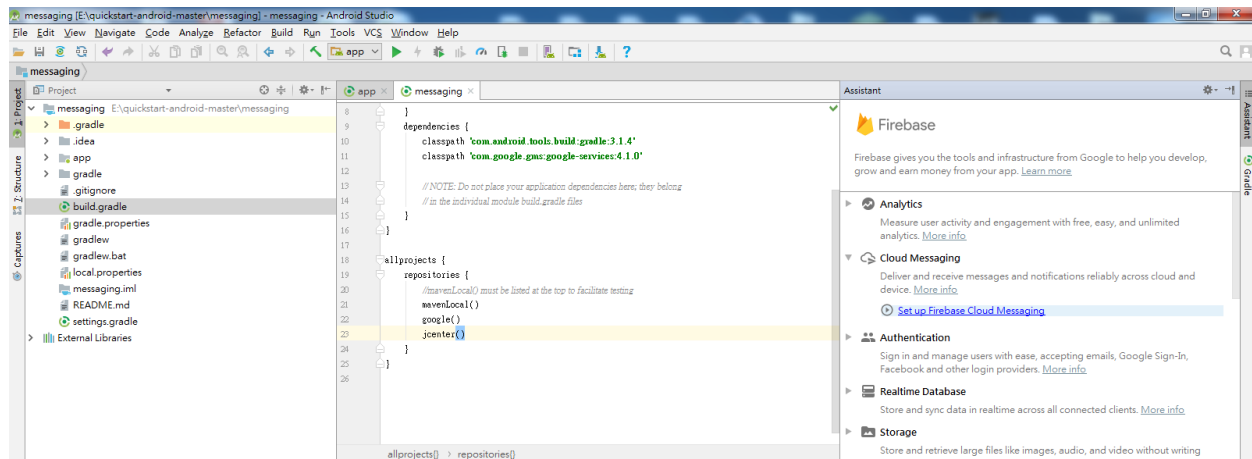 messaging [E:\quickstart-android-master\messaging] - messaging - Android Studio
File Edit View Navigate Code Analyze Refactor Build Run Tools VCS Window Help
app
messaging
Project
app
messaging
Assistant
1: Project
Z: Structure
Captures
messaging E:\quickstart-android-master\messaging
.gradle
.idea
app
gradle
.gitignore
build.gradle
gradle.properties
gradlew
gradlew.bat
local.properties
messaging.iml
README.md
settings.gradle
External Libraries
8 }
9 dependencies {
10 classpath 'com.android.tools.build:gradle:3.1.4'
11 classpath 'com.google.gms:google-services:4.1.0'
12
13 // NOTE: Do not place your application dependencies here; they belong
14 // in the individual module build.gradle files
15 }
16 }
17
18 allprojects {
19 repositories {
20 //mavenLocal() must be listed at the top to facilitate testing
21 mavenLocal()
22 google()
23 jcenter()
24 }
25 }
26
allprojects{} › repositories{}
Firebase
Firebase gives you the tools and infrastructure from Google to help you develop,
grow and earn money from your app. Learn more
Analytics
Measure user activity and engagement with free, easy, and unlimited
analytics. More info
Cloud Messaging
Deliver and receive messages and notifications reliably across cloud and
device. More info
Set up Firebase Cloud Messaging
Authentication
Sign in and manage users with ease, accepting emails, Google Sign-In,
Facebook and other login providers. More info
Realtime Database
Store and sync data in realtime across all connected clients. More info
Storage
Store and retrieve large files like images, audio, and video without writing
Assistant
Gradle